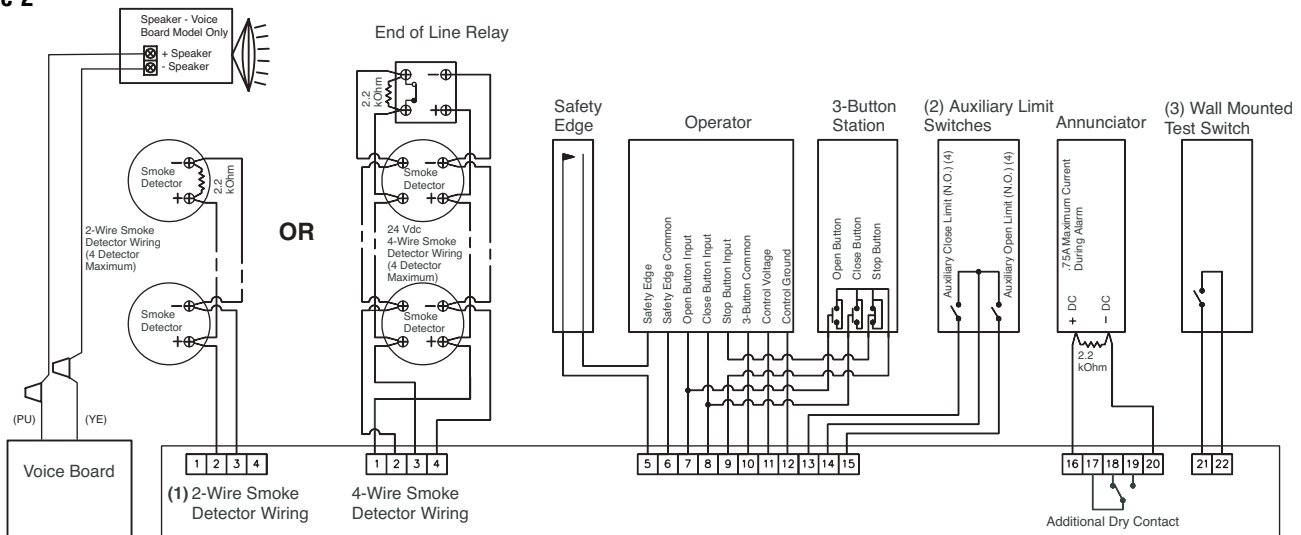 Speaker - Voice
Board Model Only
+ Speaker
- Speaker
End of Line Relay
2.2
kOhm
− +
Smoke
Detector
2.2
kOhm
− +
2-Wire Smoke
Detector Wiring
(4 Detector
Maximum)
Smoke
Detector
− +
OR
Smoke
Detector
− +
24 Vdc
4-Wire Smoke
Detector Wiring
(4 Detector
Maximum)
Smoke
Detector
− +
Safety
Edge
Operator
Safety Edge
Safety Edge Common
Open Button Input
Close Button Input
Stop Button Input
3-Button Common
Control Voltage
Control Ground
3-Button
Station
Open Button
Close Button
Stop Button
(2) Auxiliary Limit
Switches
Auxiliary Close Limit (N.O.) (4)
Auxiliary Open Limit (N.O.) (4)
Annunciator
.75A Maximum Current
During Alarm
+ DC
− DC
2.2
kOhm
(3) Wall Mounted
Test Switch
(PU)
(YE)
Voice Board
1 2 3 4
(1) 2-Wire Smoke
Detector Wiring
1 2 3 4
4-Wire Smoke
Detector Wiring
5 6 7 8 9 10 11 12 13 14 15
16 17 18 19 20
Additional Dry Contact
21 22